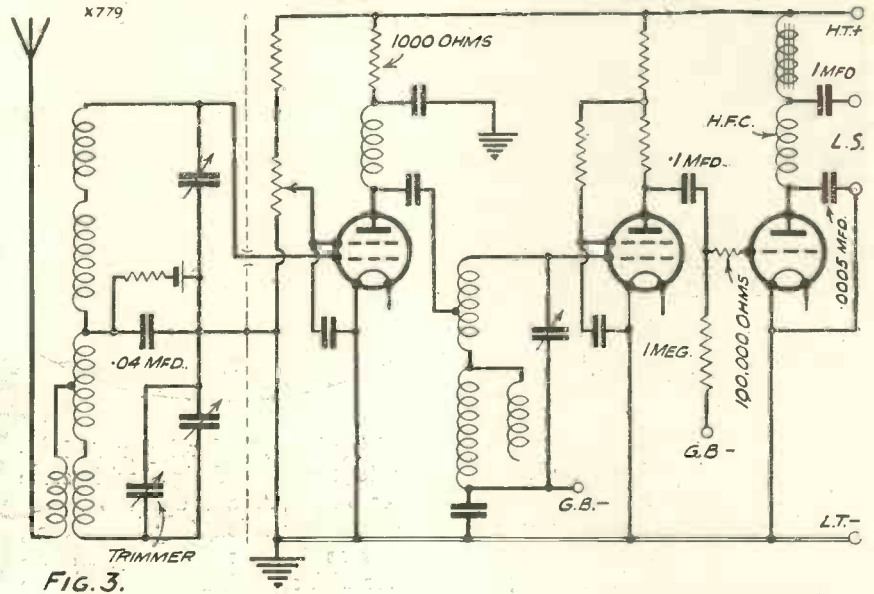 X779
1000 OHMS
H.T.+
1 MFD
H.F.C.
L.S.
.1 MFD.
.0005 MFD.
.04 MFD.
1 MEG.
100,000 OHMS
G.B-
G.B.-
L.T.-
TRIMMER
FIG. 3.